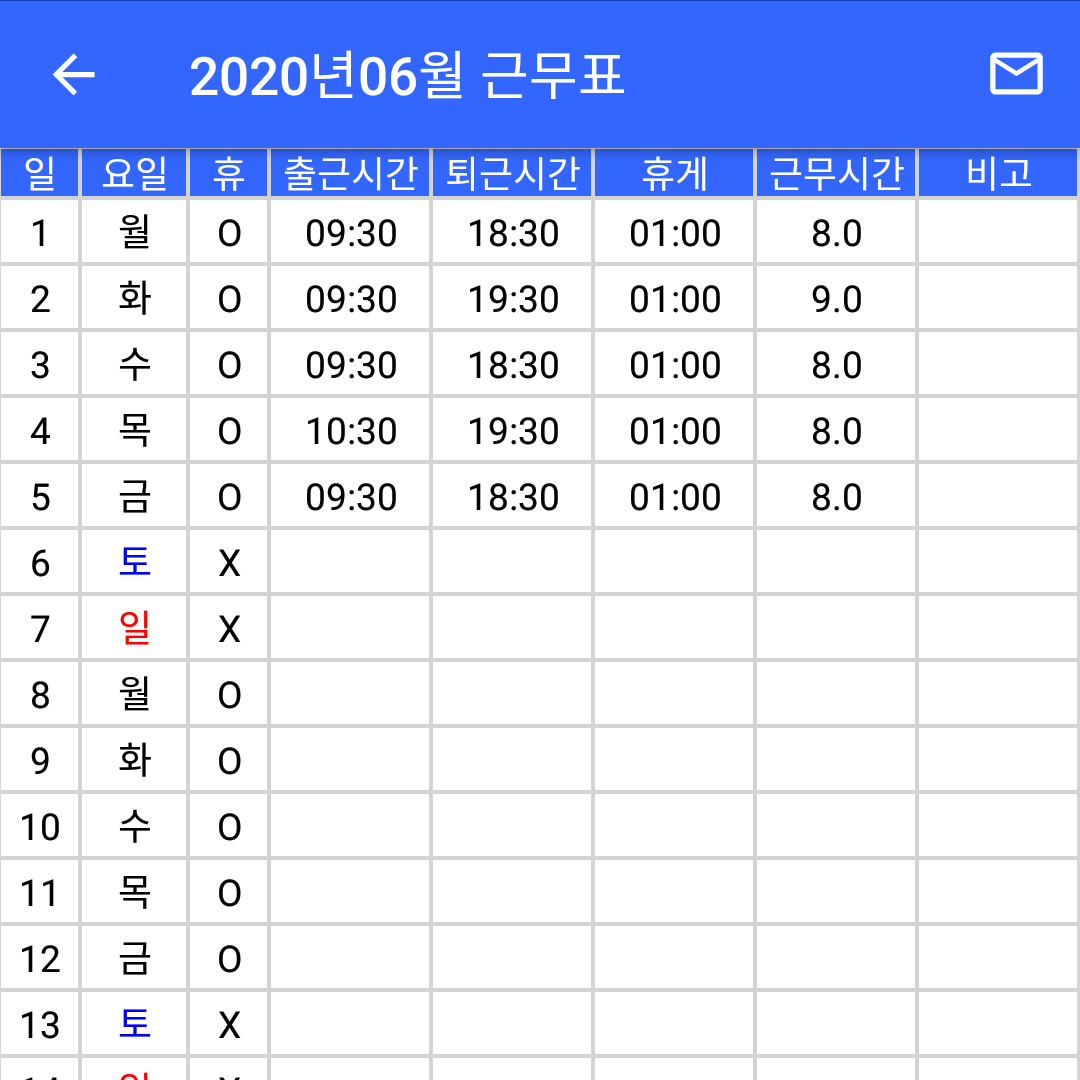 2020년06월 근무표
일 요일 휴 출근시간 퇴근시간 휴게 근무시간 비고
1 월 O 09:30 18:30 01:00 8.0
2 화 O 09:30 19:30 01:00 9.0
3 수 O 09:30 18:30 01:00 8.0
4 목 O 10:30 19:30 01:00 8.0
5 금 O 09:30 18:30 01:00 8.0
6 토 X
7 일 X
8 월 O
9 화 O
10 수 O
11 목 O
12 금 O
13 토 X